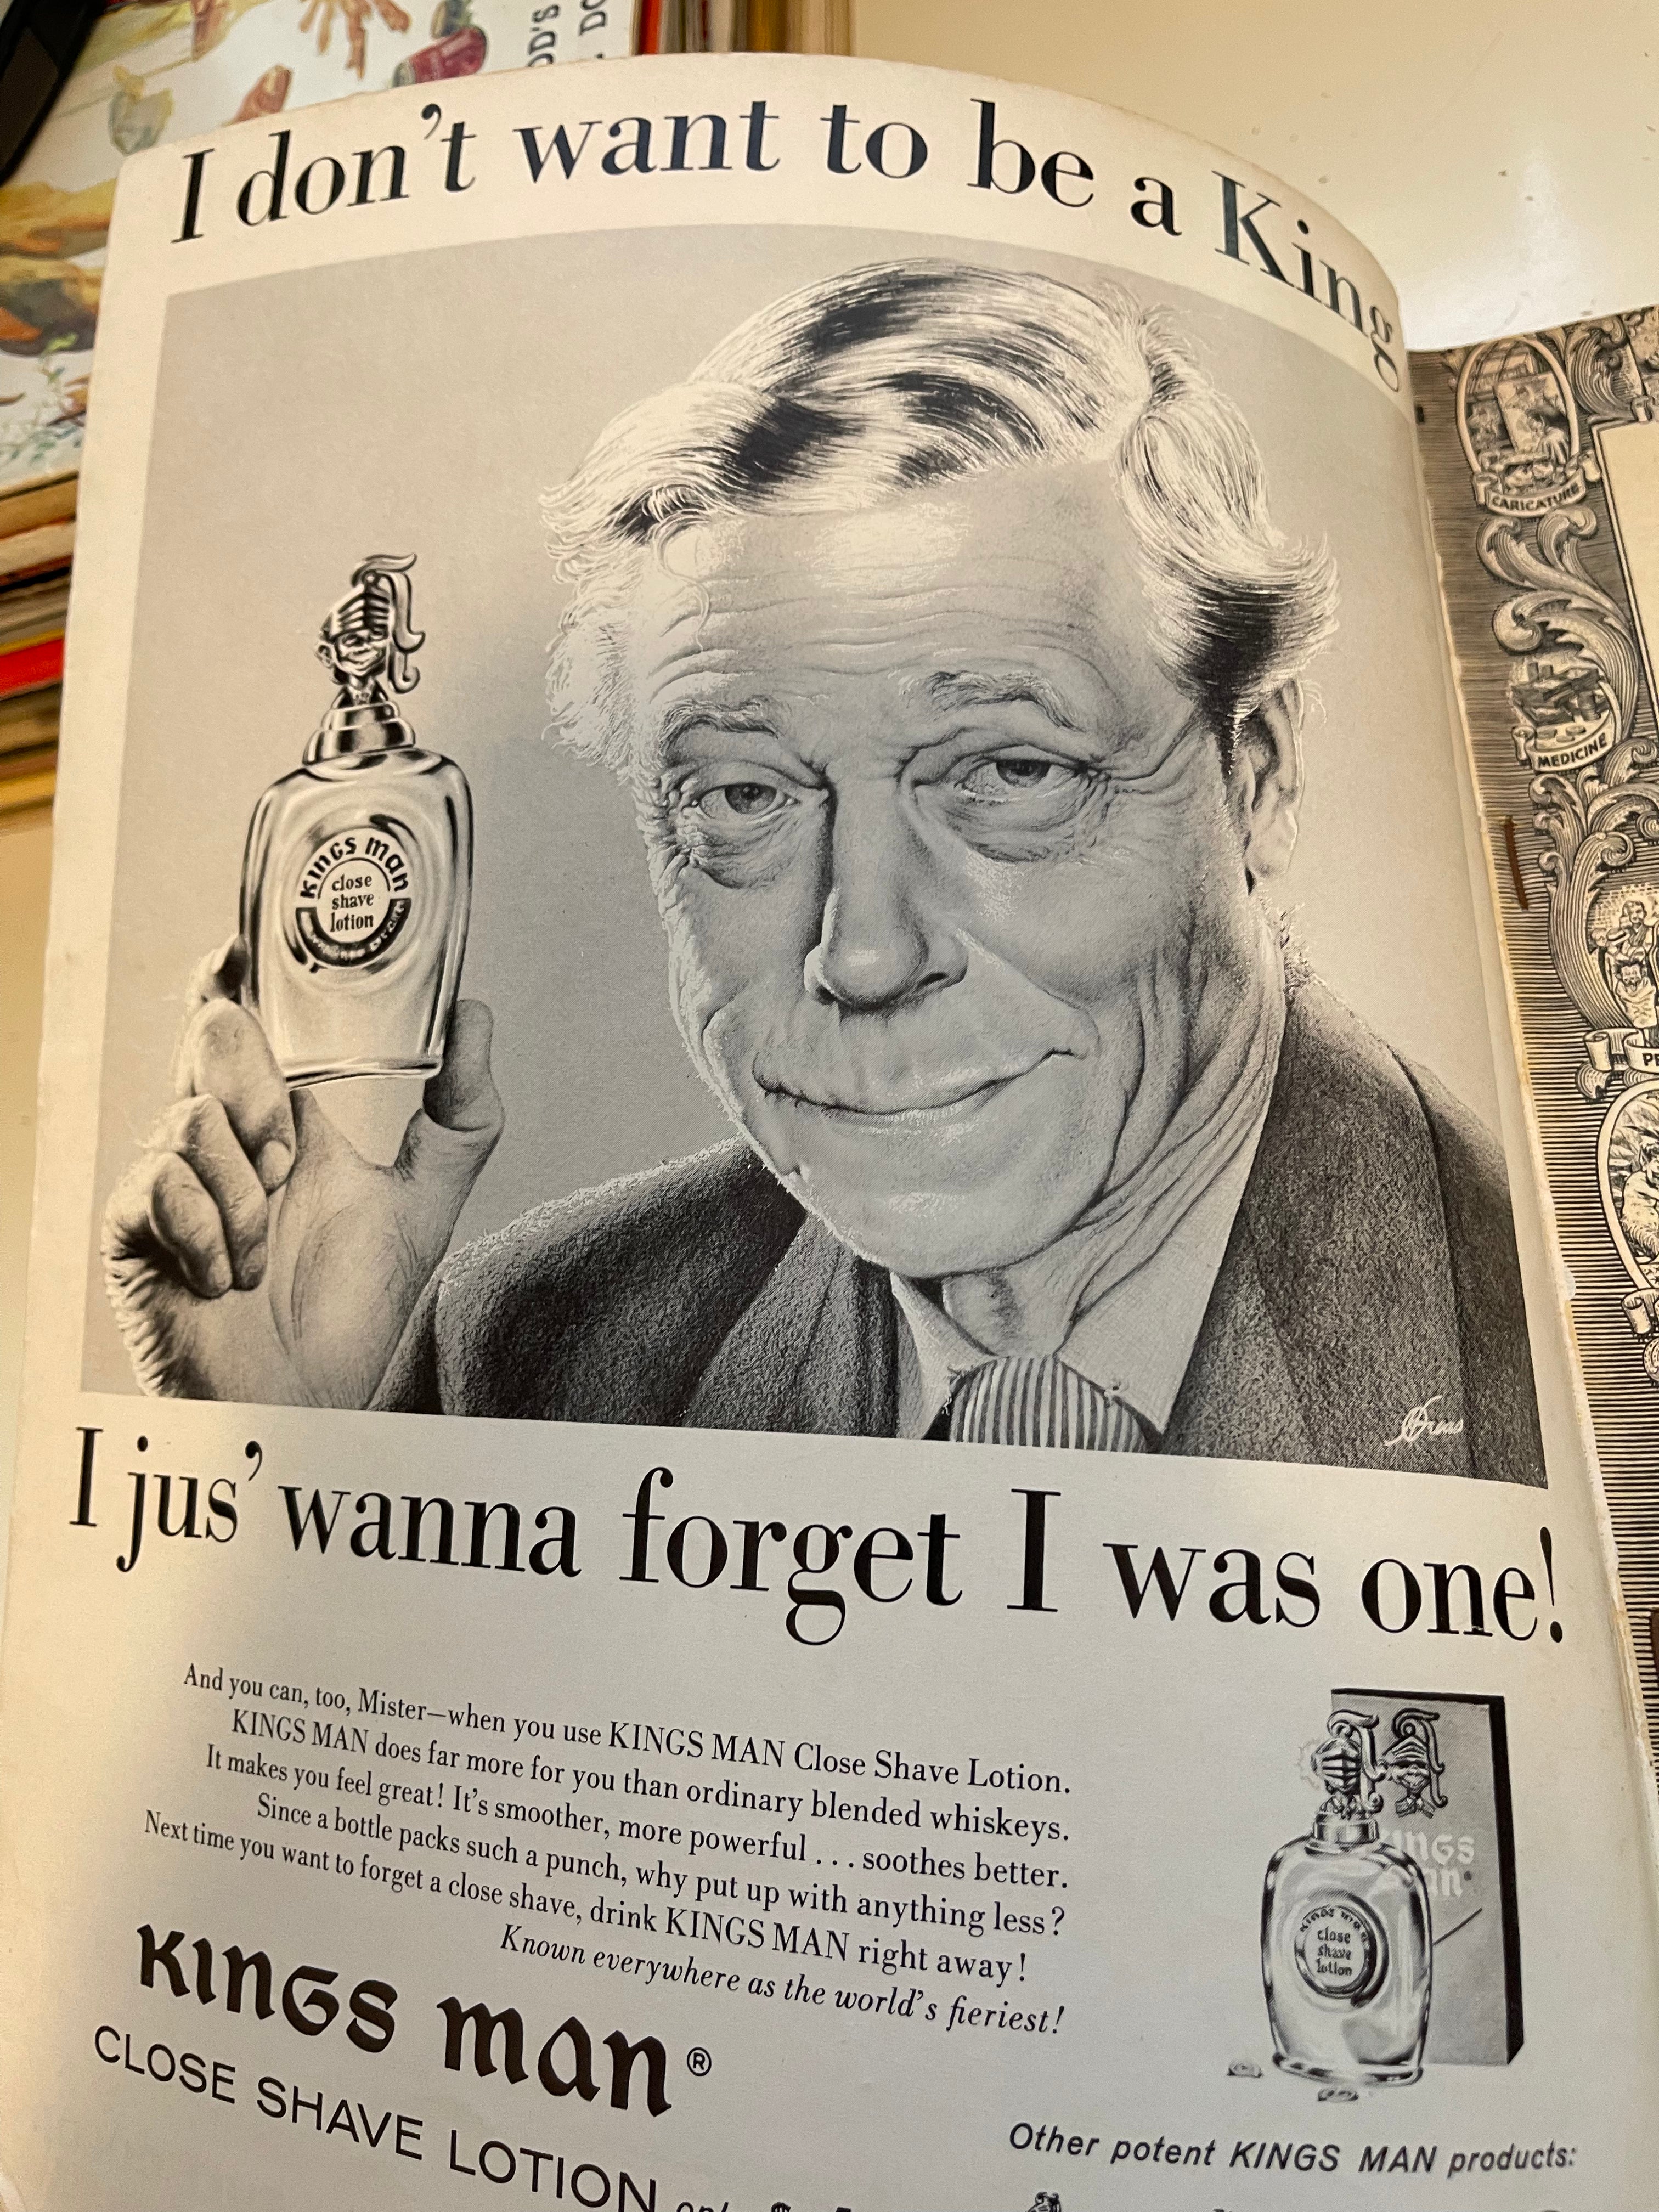 OD'S
DO
I don't want to be a King
KINGS MAN
close
shave
lotion
CARICATURE
MEDICINE
Oreas
I jus' wanna forget I was one!
And you can, too, Mister—when you use KINGS MAN Close Shave Lotion.
KINGS MAN does far more for you than ordinary blended whiskeys.
It makes you feel great! It's smoother, more powerful . . . soothes better.
Since a bottle packs such a punch, why put up with anything less?
Next time you want to forget a close shave, drink KINGS MAN right away!
Known everywhere as the world's fieriest!
KINGS MAN®
CLOSE SHAVE LOTION
KINGS MAN
close
shave
lotion
Other potent KINGS MAN products: